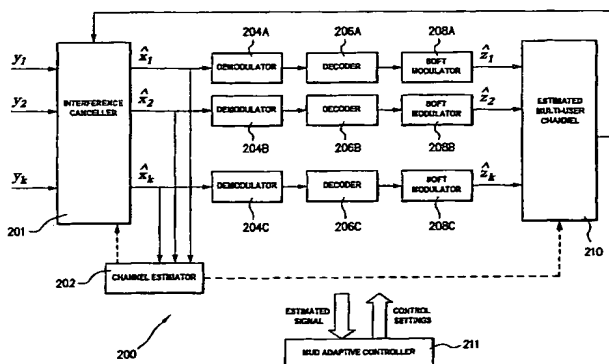 204A 206A 208A
y1 x̂1 DEMODULATOR DECODER SOFT MODULATOR ẑ1
y2 INTERFERENCE CANCELLER x̂2 DEMODULATOR DECODER SOFT MODULATOR ẑ2 ESTIMATED MULTI-USER CHANNEL
204B 206B 208B
yk x̂k DEMODULATOR DECODER SOFT MODULATOR ẑk
201 204C 206C 208C 210
202 CHANNEL ESTIMATOR
200 ESTIMATED SIGNAL CONTROL SETTINGS
MUD ADAPTIVE CONTROLLER 211